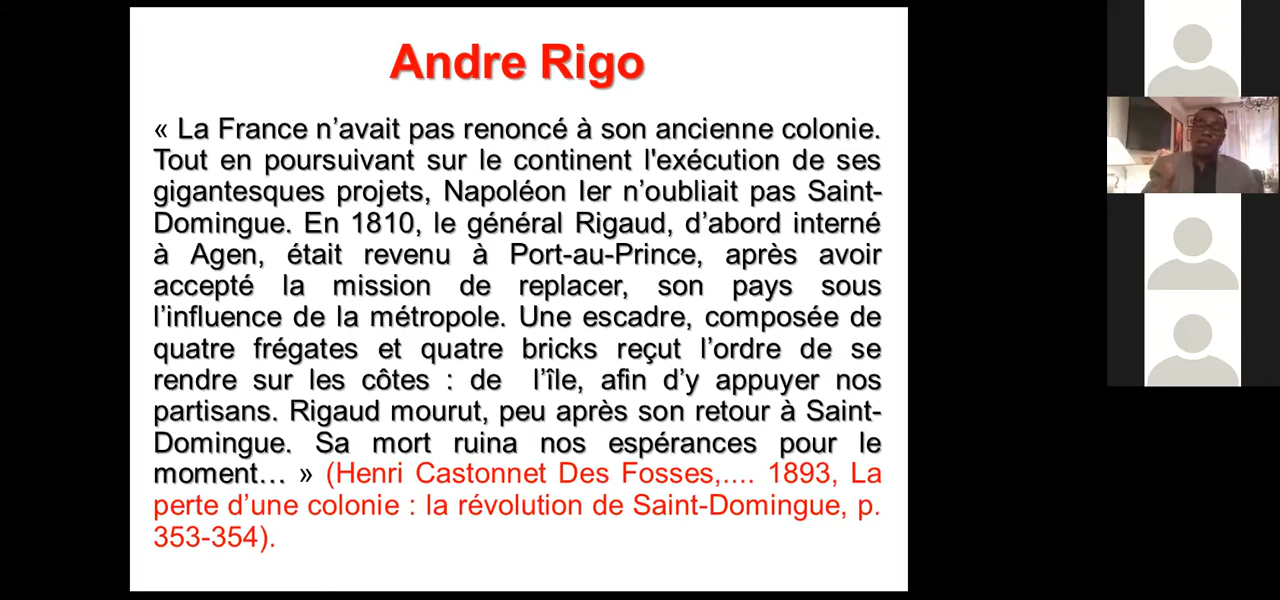 Andre Rigo
« La France n’avait pas renoncé à son ancienne colonie.
Tout en poursuivant sur le continent l'exécution de ses
gigantesques projets, Napoléon Ier n’oubliait pas Saint-
Domingue. En 1810, le général Rigaud, d’abord interné
à Agen, était revenu à Port-au-Prince, après avoir
accepté la mission de replacer, son pays sous
l’influence de la métropole. Une escadre, composée de
quatre frégates et quatre bricks reçut l’ordre de se
rendre sur les côtes : de l’île, afin d’y appuyer nos
partisans. Rigaud mourut, peu après son retour à Saint-
Domingue. Sa mort ruina nos espérances pour le
moment… » (Henri Castonnet Des Fosses,.... 1893, La
perte d’une colonie : la révolution de Saint-Domingue, p.
353-354).